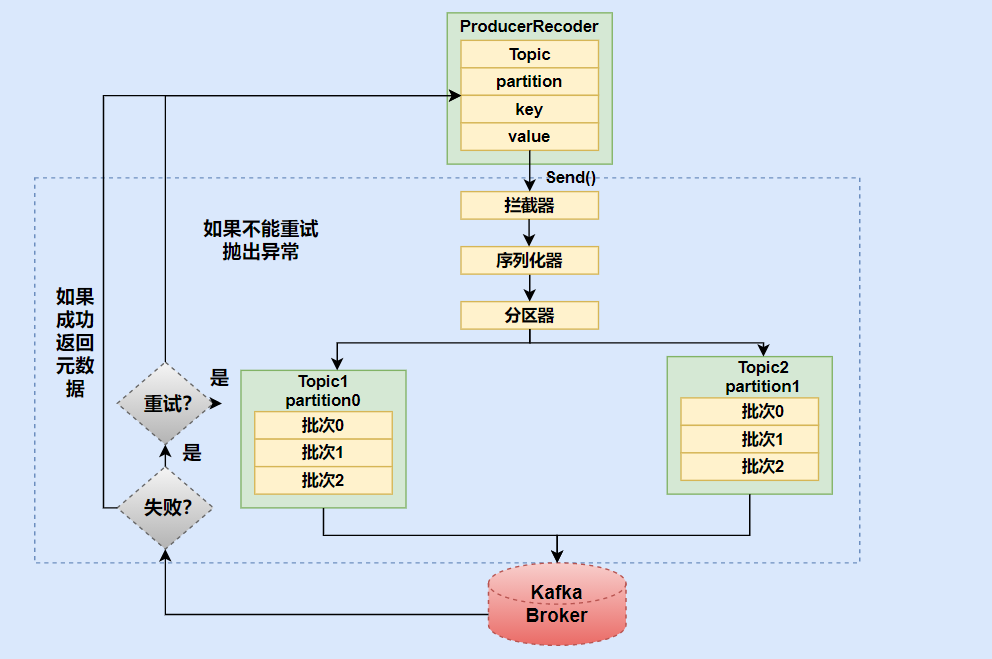 ProducerRecoder
Topic
partition
key
value
Send()
拦截器
如果不能重试
抛出异常
序列化器
如果
成功
返回
元数
据
分区器
Topic1
partition0
批次0
批次1
批次2
Topic2
partition1
批次0
批次1
批次2
是
重试?
是
失败?
Kafka
Broker